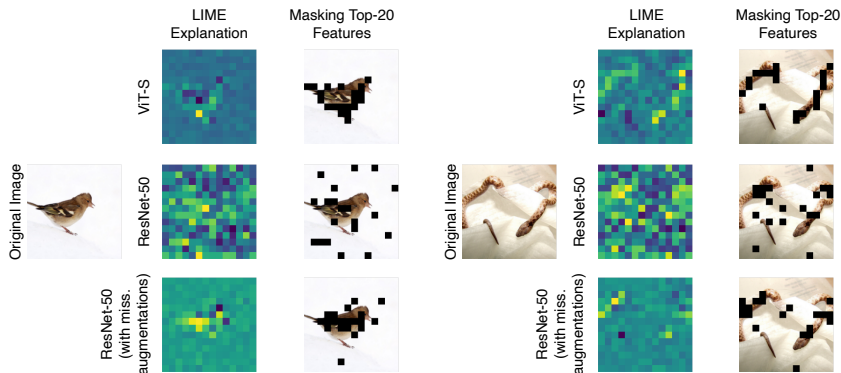 LIME
Explanation
Masking Top-20
Features
ViT-S
Original Image
ResNet-50
ResNet-50
(with miss.
augmentations)
LIME
Explanation
Masking Top-20
Features
ViT-S
Original Image
ResNet-50
ResNet-50
(with miss.
augmentations)